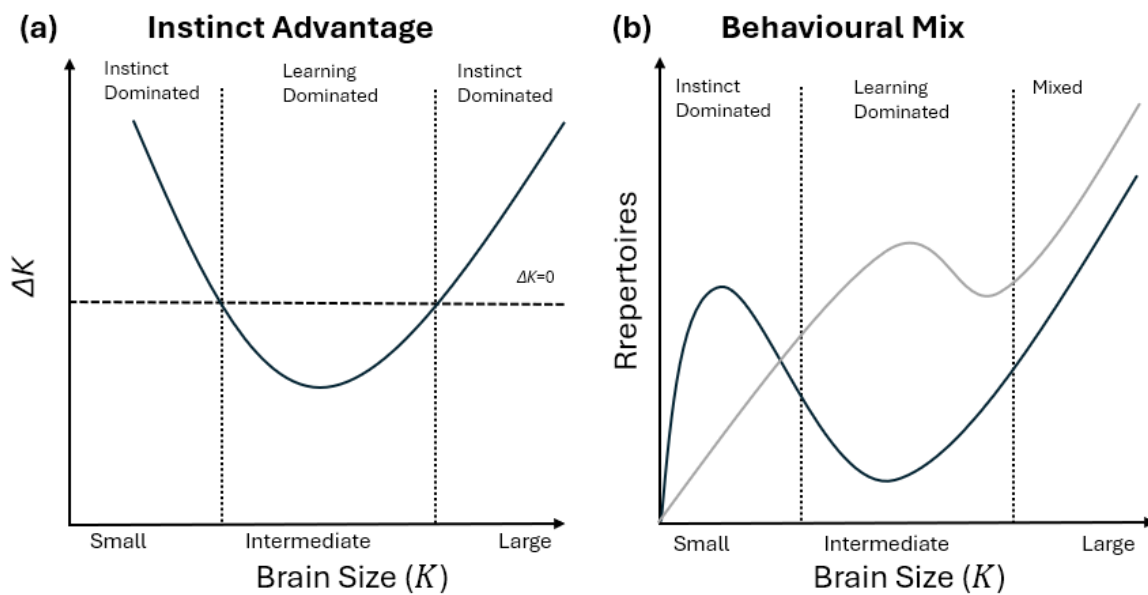 (a) Instinct Advantage
Instinct
Dominated
Learning
Dominated
Instinct
Dominated
ΔK
ΔK=0
Small
Intermediate
Large
Brain Size (K)
(b) Behavioural Mix
Instinct
Dominated
Learning
Dominated
Mixed
Rrepertoires
Small
Intermediate
Large
Brain Size (K)